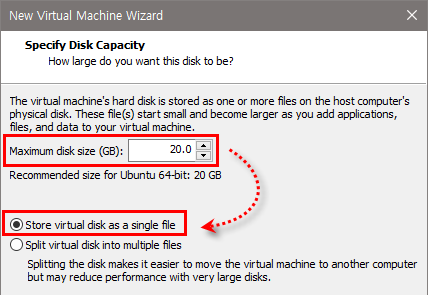 New Virtual Machine Wizard
Specify Disk Capacity
How large do you want this disk to be?
The virtual machine's hard disk is stored as one or more files on the host computer's
physical disk. These file(s) start small and become larger as you add applications,
files, and data to your virtual machine.
Maximum disk size (GB): 20.0
Recommended size for Ubuntu 64-bit: 20 GB
Store virtual disk as a single file
Split virtual disk into multiple files
Splitting the disk makes it easier to move the virtual machine to another computer
but may reduce performance with very large disks.